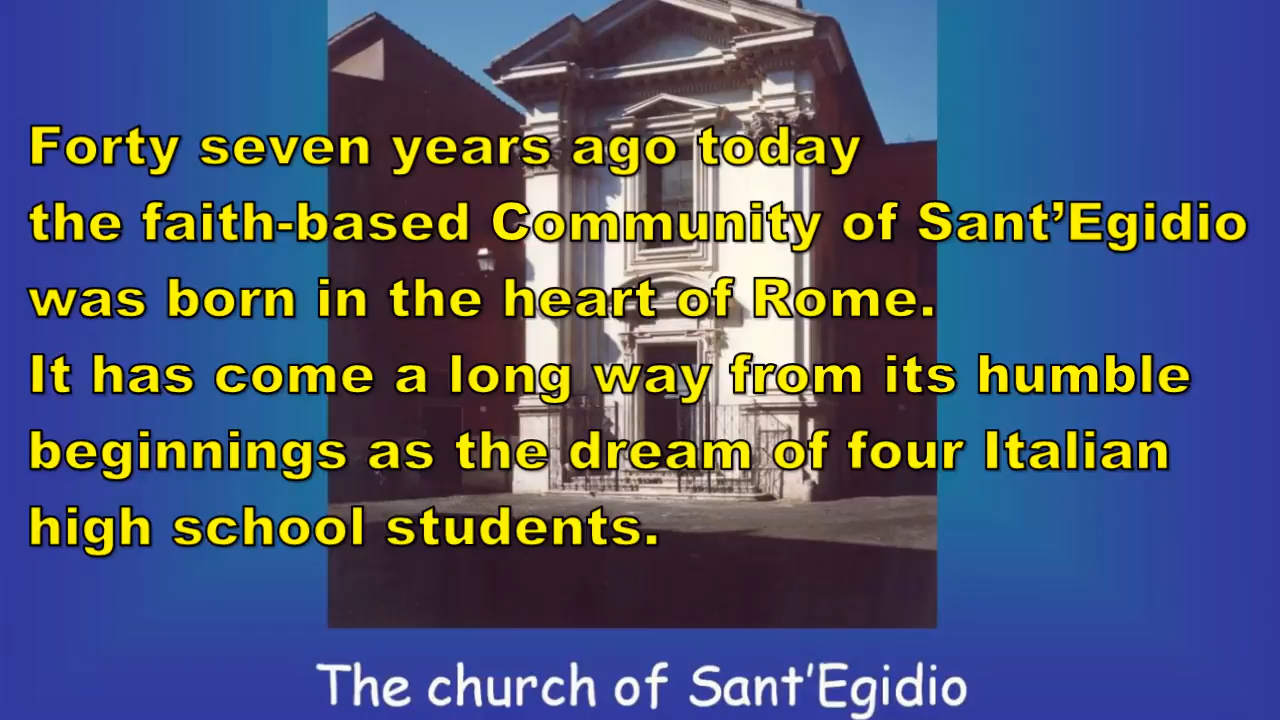 Forty seven years ago today
the faith-based Community of Sant’Egidio
was born in the heart of Rome.
It has come a long way from its humble
beginnings as the dream of four Italian
high school students.
The church of Sant'Egidio